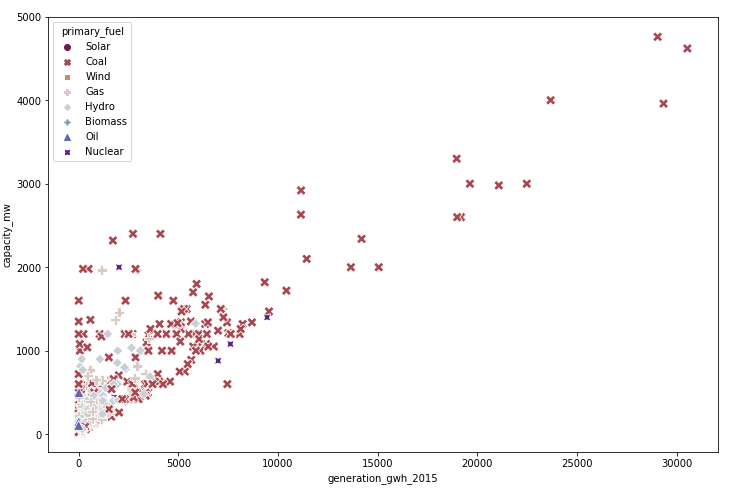 5000
4000
3000
2000
1000
0
capacity_mw
primary_fuel
Solar
Coal
Wind
Gas
Hydro
Biomass
Oil
Nuclear
0 5000 10000 15000 20000 25000 30000
generation_gwh_2015